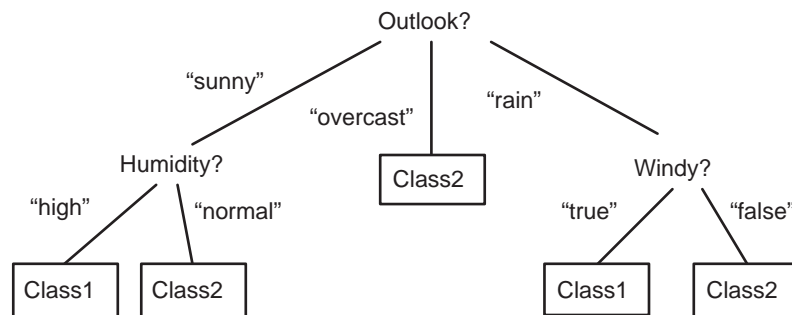 Outlook?
“sunny”
“overcast”
“rain”
Humidity?
Class2
Windy?
“high”
“normal”
“true”
“false”
Class1
Class2
Class1
Class2